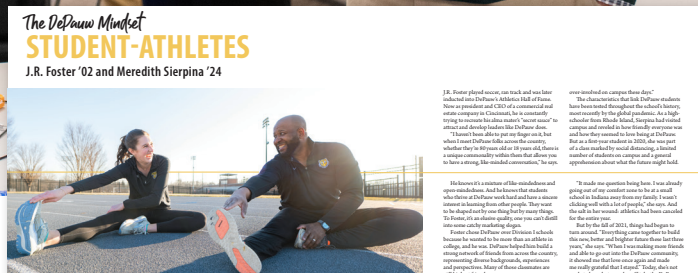 The DePauw Mindset
STUDENT-ATHLETES
J.R. Foster '02 and Meredith Sierpina '24
J.R. Foster played soccer, ran track and was later
inducted into DePauw's Athletics Hall of Fame.
Now as president and CEO of a commercial real
estate company in Cincinnati, he is constantly
trying to recreate his alma mater's "secret sauce" to
attract and develop leaders like DePauw does.
"I haven't been able to put my finger on it, but
when I meet DePauw folks across the country,
whether they're 80 years old or 18 years old, there is
a unique community within them that allows you
to have a strong, like-minded conversation," he says.
He knows it's a mixture of like-mindedness and
open-mindedness. And he knows that students
who thrive at DePauw work hard and have a sincere
interest in learning from other people. They want
to be shaped not by one thing but by many things.
To Foster, it's an elusive quality, one you can't distill
into some catchy marketing slogan.
Foster chose DePauw over Division I schools
because he wanted to be more than an athlete in
college, and he was. DePauw helped him build a
strong network of friends from across the country,
representing diverse backgrounds, experiences
and perspectives. Many of those classmates are
over-involved on campus these days."
The characteristics that link DePauw students
have been tested throughout the school's history,
most recently by the global pandemic. As a high-
schooler from Rhode Island, Sierpina had visited
campus and reveled in how friendly everyone was
and how they seemed to love being at DePauw.
But as a first-year student in 2020, she was part
of a class marked by social distancing, a limited
number of students on campus and a general
apprehension about what the future might hold.
"It made me question being here. I was already
going out of my comfort zone to be at a small
school in Indiana away from my family. I wasn't
clicking well with a lot of people," she says. And
the salt in her wound: athletics had been canceled
for the entire year.
But by the fall of 2021, things had begun to
turn around. "Everything came together to build
this new, better and brighter future these last three
years," she says. "When I was making more friends
and able to go out into the DePauw community,
it showed me that love once again and made
me really grateful that I stayed." Today, she's not